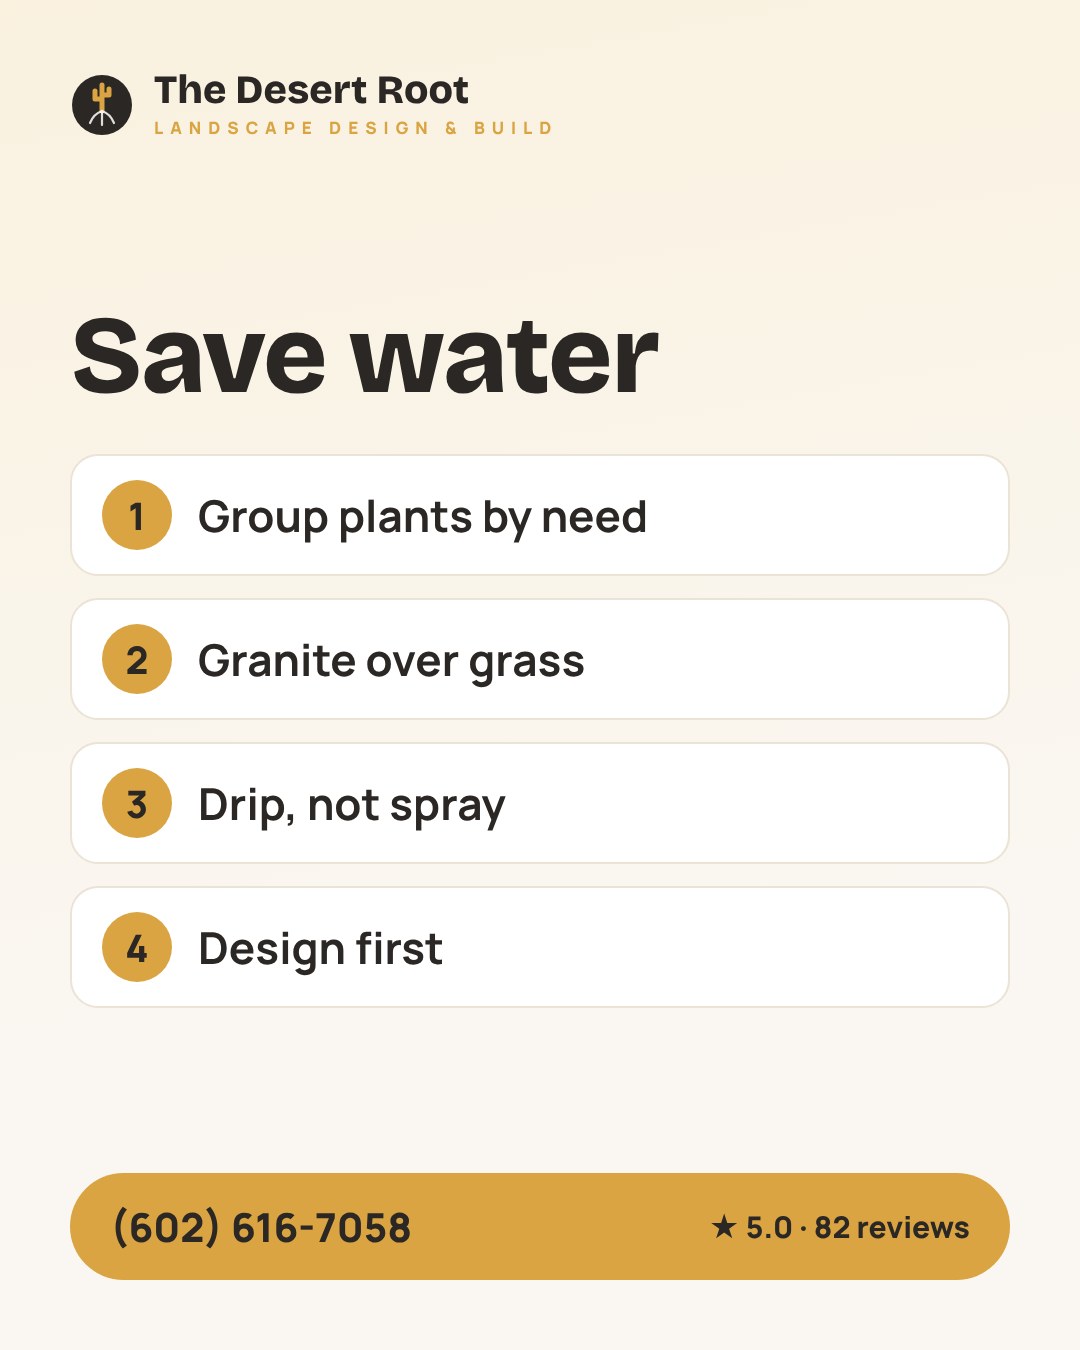 The Desert Root
LANDSCAPE DESIGN & BUILD
Save water
1 Group plants by need
2 Granite over grass
3 Drip, not spray
4 Design first
(602) 616-7058 ★ 5.0 · 82 reviews